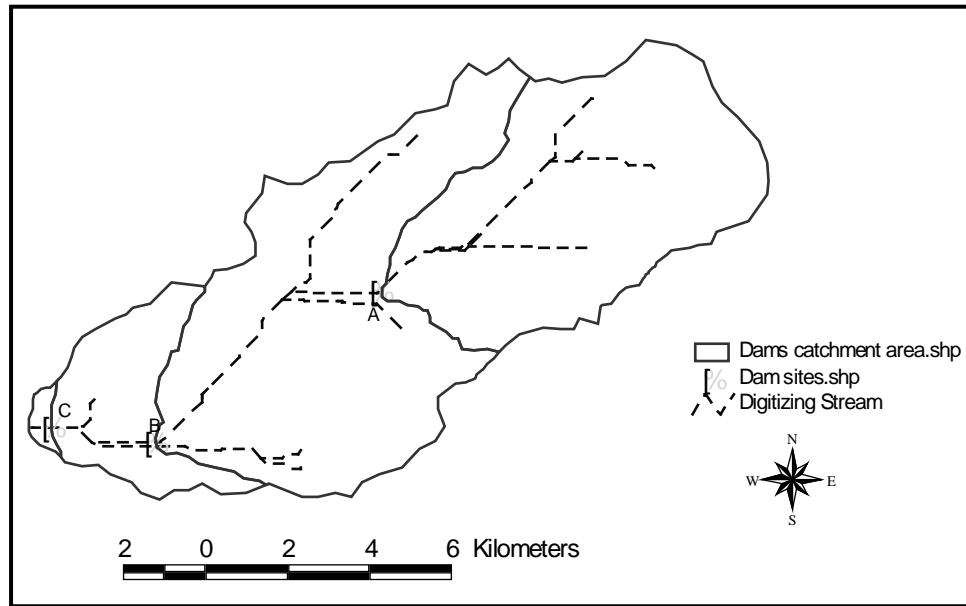 A
C
B
Dams catchment area.shp
[% Dam sites.shp
Digitizing Stream
N
W E
S
2 0 2 4 6 Kilometers